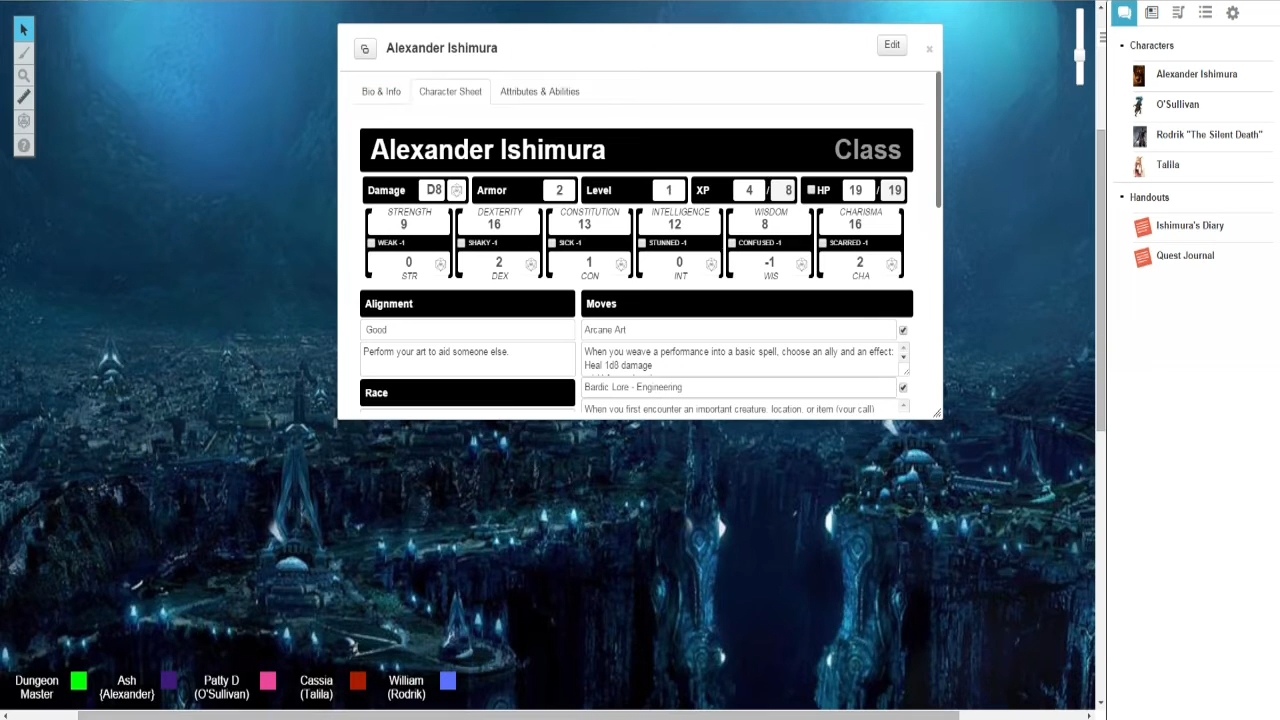 Alexander Ishimura
Edit
Bio & Info
Character Sheet
Attributes & Abilities
Alexander Ishimura
Class
Damage D8
Armor 2
Level 1
XP 4 / 8
HP 19 / 19
STRENGTH DEXTERITY CONSTITUTION INTELLIGENCE WISDOM CHARISMA
9 16 13 12 8 16
WEAK -1 SHAKY -1 SICK -1 STUNNED -1 CONFUSED -1 SCARRED -1
0 2 1 0 -1 2
STR DEX CON INT WIS CHA
Alignment
Good
Perform your art to aid someone else.
Race
Moves
Arcane Art
When you weave a performance into a basic spell, choose an ally and an effect:
Heal 1d8 damage
Bardic Lore - Engineering
When you first encounter an important creature, location, or item (your call)
Characters
Alexander Ishimura
O'Sullivan
Rodrik "The Silent Death"
Talila
Handouts
Ishimura's Diary
Quest Journal
Dungeon
Master
Ash
{Alexander}
Patty D
(O'Sullivan)
Cassia
(Talila)
William
(Rodrik)